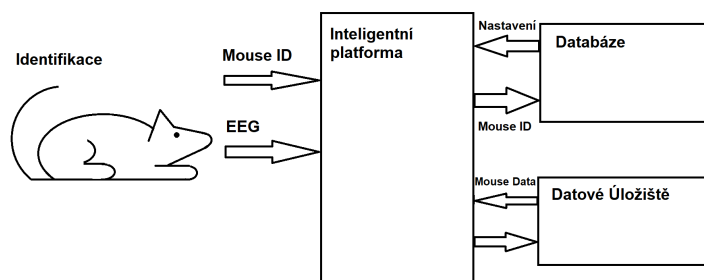 Identifikace
Mouse ID
EEG
Inteligentní
platforma
Nastavení
Databáze
Mouse ID
Mouse Data
Datové Úložiště